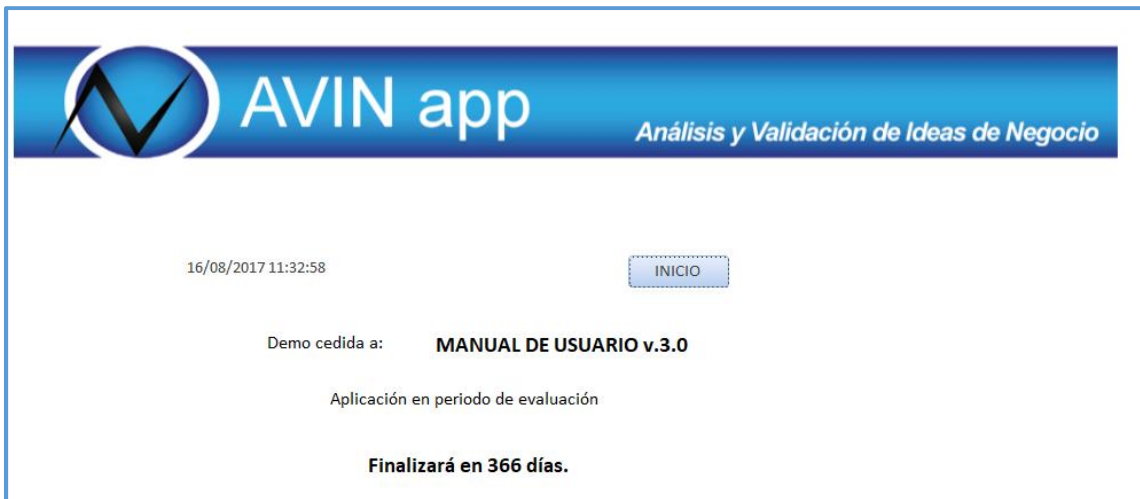 AVIN app
Análisis y Validación de Ideas de Negocio
16/08/2017 11:32:58
INICIO
Demo cedida a: MANUAL DE USUARIO v.3.0
Aplicación en periodo de evaluación
Finalizará en 366 días.